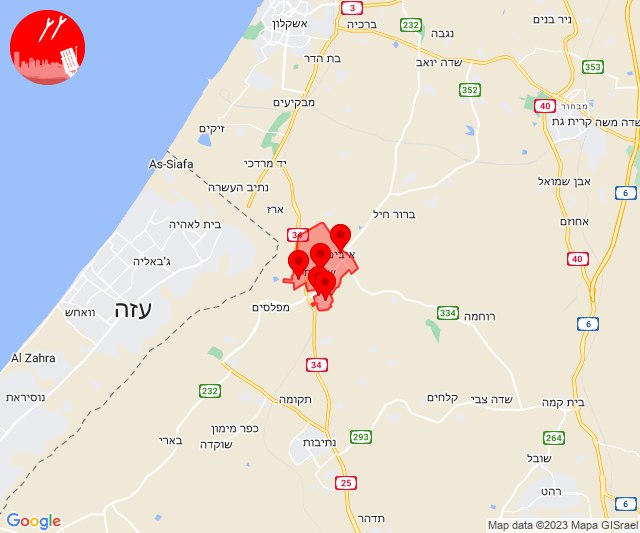 3
אשקלון
ברכיה
232
נגבה
ניר בנים
בת הדר
שדה יואב
353
352
מבקיעים
40
מבחור
קרית גת
שדה משה
זיקים
As-Siafa
יד מרדכי
נתיב העשרה
אבן שמואל
6
ארז
ברור חיל
אחוזם
בית לאהיה
34
איבים
ג'באליה
40
עזה
מפלסים
334
רוחמה
6
וואחש
Al Zahra
34
נוסיראת
232
תקומה
קלחים
שדה צבי
בית קמה
בארי
כפר מימון
שוקדה
293
נתיבות
264
שובל
25
רהט
6
תדהר
Google
Map data ©2023 Mapa GISrael